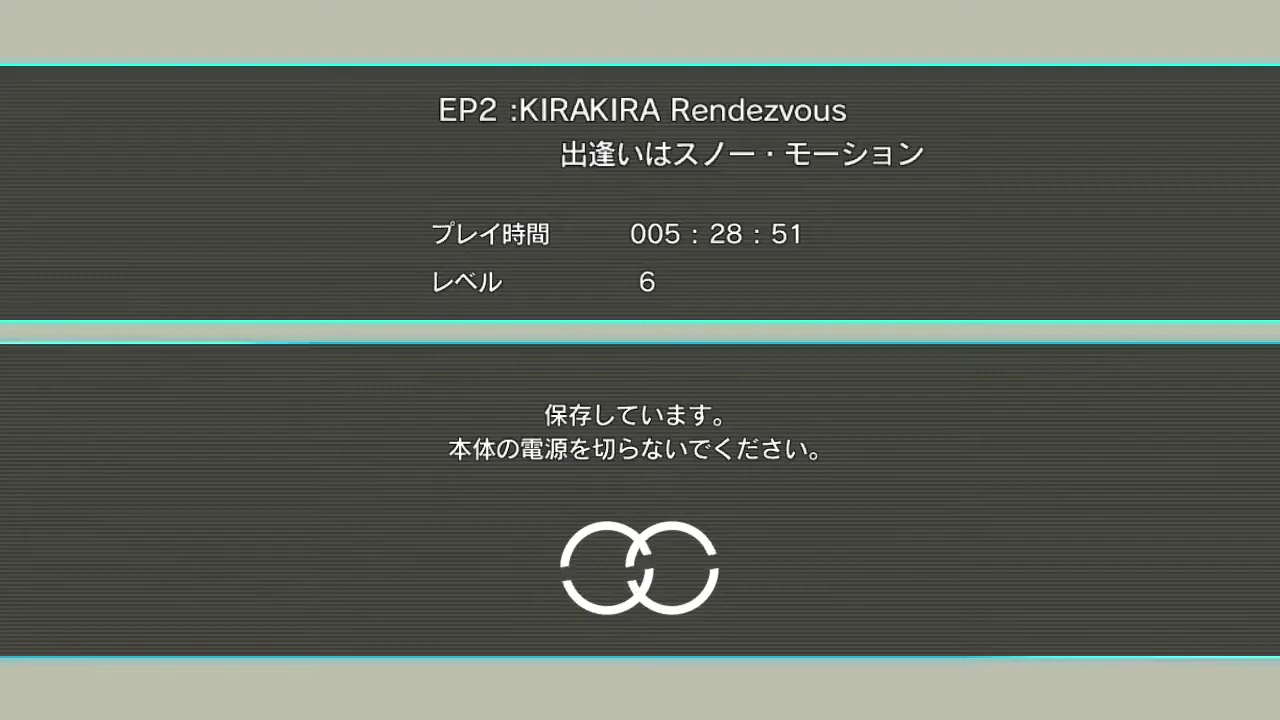 EP2 :KIRAKIRA Rendezvous
出逢いはスノー・モーション
プレイ時間 005 : 28 : 51
レベル 6
保存しています。
本体の電源を切らないでください。